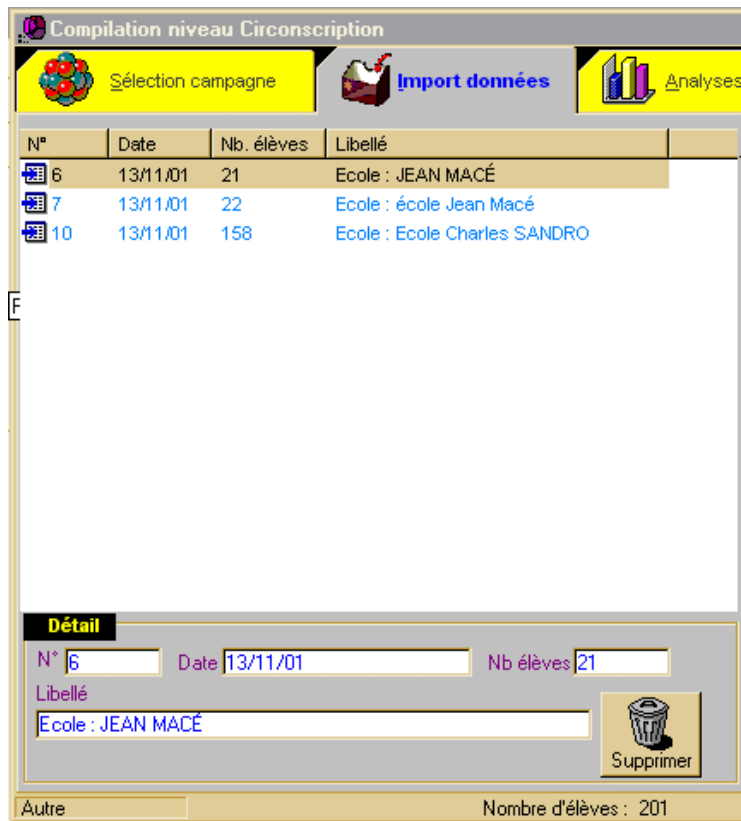 Compilation niveau Circonscription
Sélection campagne Import données Analyses
N° Date Nb. élèves Libellé
6 13/11/01 21 Ecole : JEAN MACÉ
7 13/11/01 22 Ecole : école Jean Macé
10 13/11/01 158 Ecole : Ecole Charles SANDRO
F
Détail
N° 6 Date 13/11/01 Nb élèves 21
Libellé
Ecole : JEAN MACÉ
Supprimer
Autre Nombre d'élèves : 201